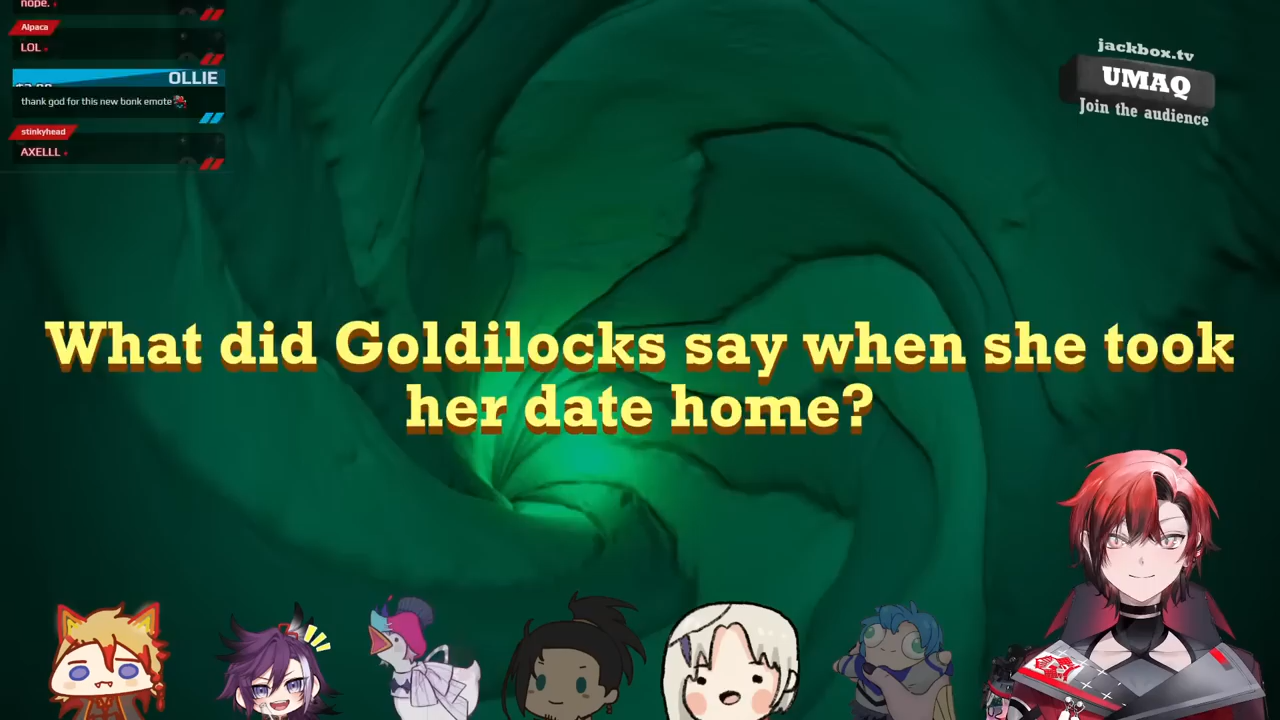 nope.
Alpaca
LOL
OLLIE
thank god for this new bonk emote
stinkyhead
AXELLL
jackbox.tv
UMAQ
Join the audience
What did Goldilocks say when she took
her date home?